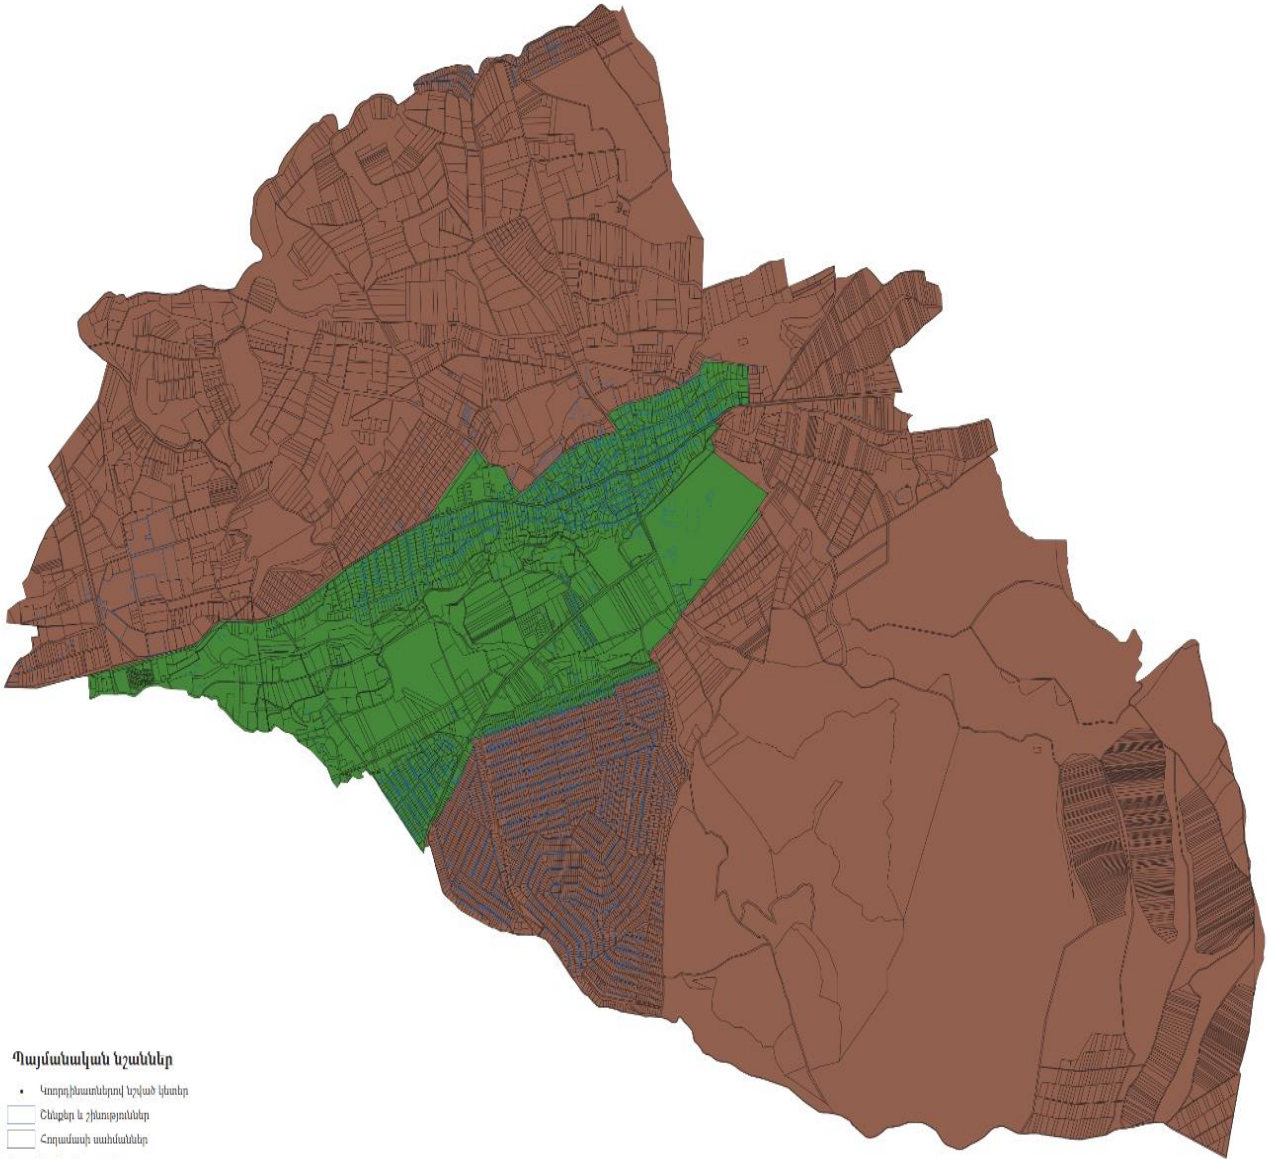 Պայմանական նշաններ
Կոորդինատներով նշված կետեր
Շենքեր և շինություններ
Հողամասի սահմաններ